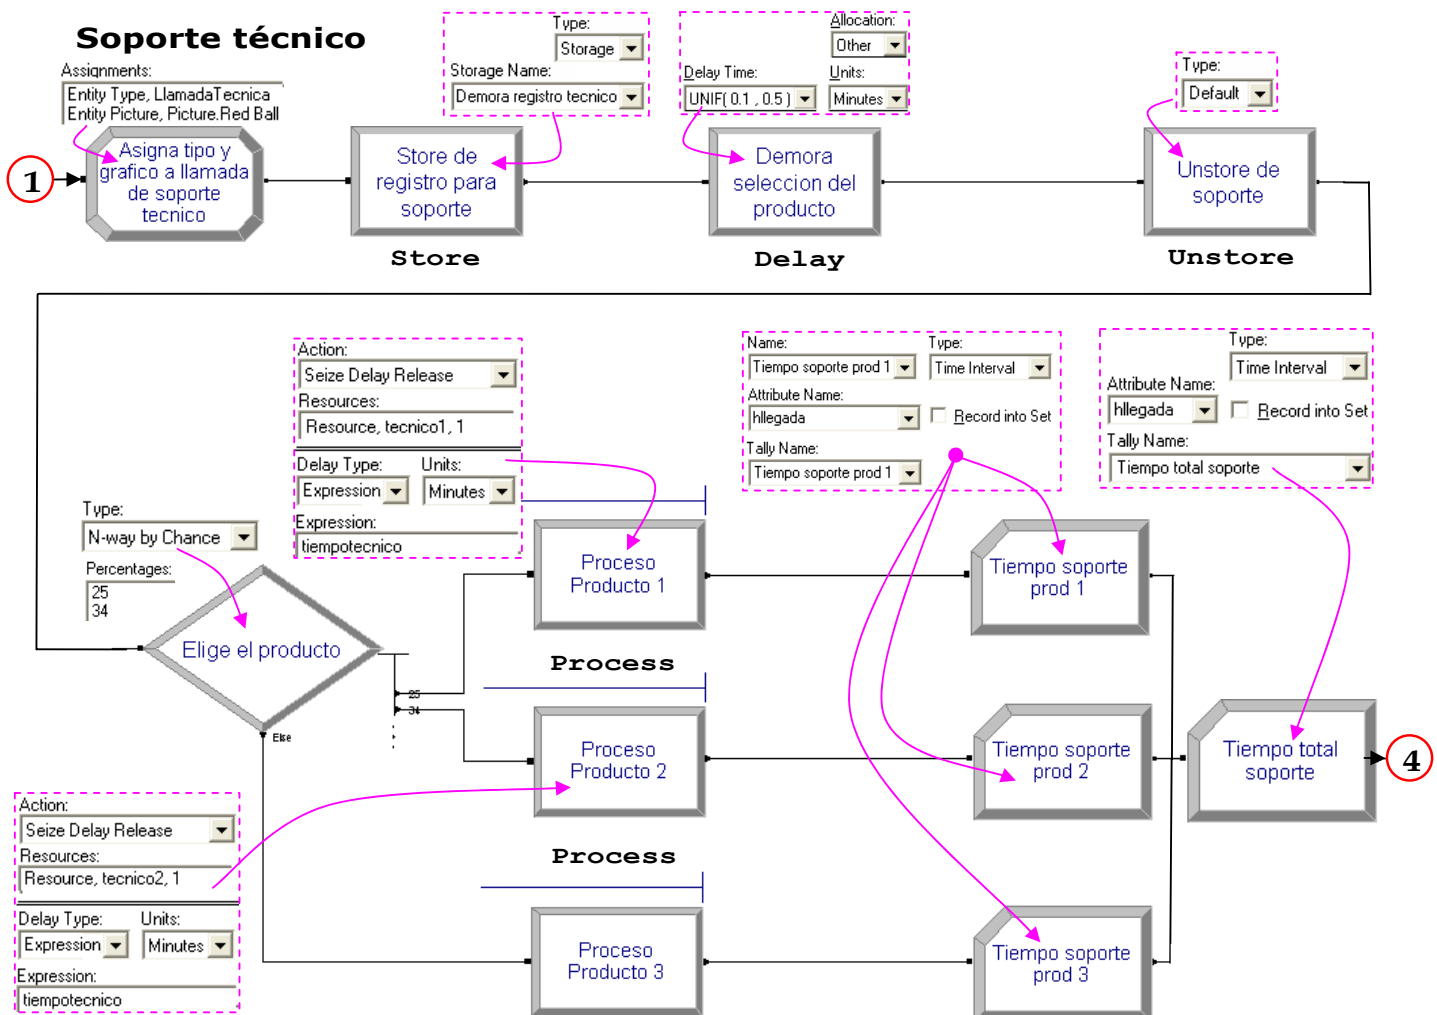 Soporte técnico
Assignments:
Entity Type, LlamadaTecnica
Entity Picture, Picture.Red Ball
Type:
Storage
Storage Name:
Demora registro tecnico
Allocation:
Other
Delay Time:
Units:
UNIF( 0.1 , 0.5 )
Minutes
Type:
Default
1
Asigna tipo y
grafico a llamada
de soporte
tecnico
Store de
registro para
soporte
Demora
seleccion del
producto
Unstore de
soporte
Store
Delay
Unstore
Action:
Seize Delay Release
Resources:
Resource, tecnico1, 1
Delay Type:
Units:
Expression
Minutes
Expression:
tiempotecnico
Name:
Type:
Tiempo soporte prod 1
Time Interval
Attribute Name:
hllegada
Record into Set
Tally Name:
Tiempo soporte prod 1
Type:
Time Interval
Attribute Name:
hllegada
Record into Set
Tally Name:
Tiempo total soporte
Type:
N-way by Chance
Percentages:
25
34
Elige el producto
25
34
Else
Proceso
Producto 1
Tiempo soporte
prod 1
Process
Proceso
Producto 2
Tiempo soporte
prod 2
Tiempo total
soporte
4
Process
Action:
Seize Delay Release
Resources:
Resource, tecnico2, 1
Delay Type:
Units:
Expression
Minutes
Expression:
tiempotecnico
Proceso
Producto 3
Tiempo soporte
prod 3